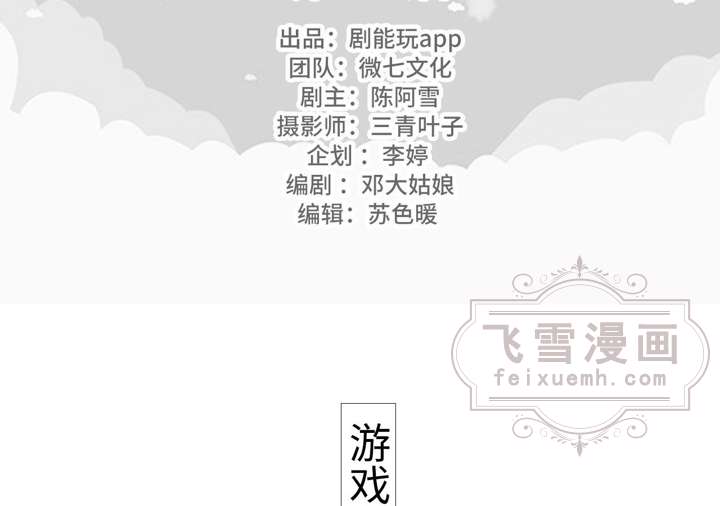 出品：剧能玩app
团队：微七文化
剧主：陈阿雪
摄影师：三青叶子
企划：李婷
编剧：邓大姑娘
编辑：苏色暖
飞雪漫画
feixuemh.com
游戏